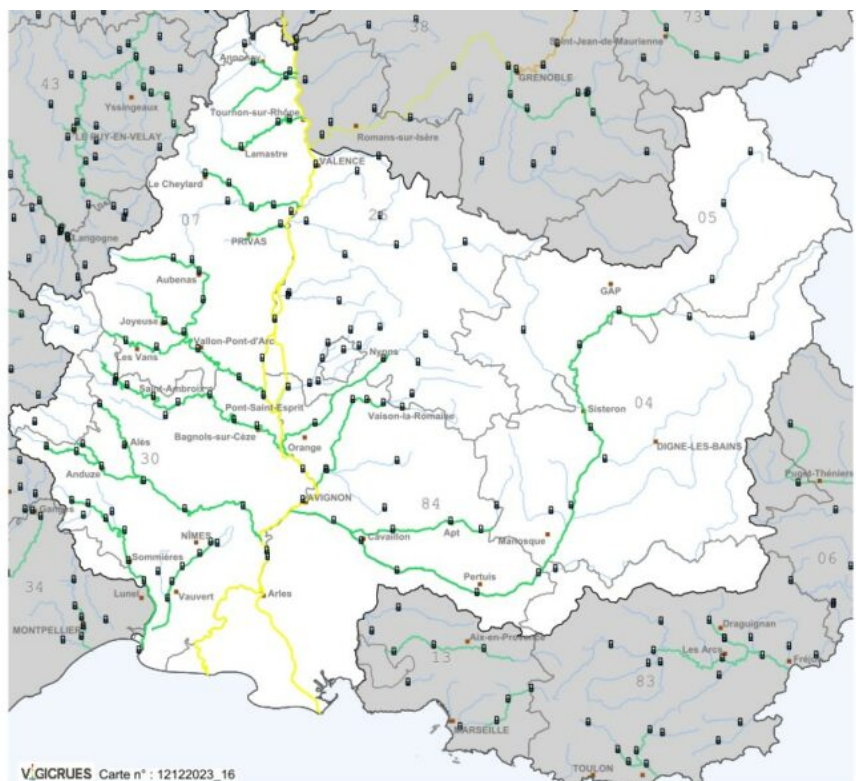 38
73
Saint-Jean-de-Maurienne
43
Annonay
GRENOBLE
Yssingeaux
Tournon-sur-Rhône
LE PUY-EN-VELAY
Romans-sur-Isère
Lamastre
VALENCE
Le Cheylard
07
26
05
Langogne
PRIVAS
Aubenas
GAP
Joyeuse
Vallon-Pont-d'Arc
Les Vans
Nyons
Saint-Ambroix
04
Pont-Saint-Esprit
Sisteron
Vaison-la-Romaine
Bagnols-sur-Cèze
Alès
Orange
DIGNE-LES-BAINS
30
Anduze
Puget-Théniers
AVIGNON
84
Ganges
NÎMES
Cavaillon
Apt
Manosque
Sommières
06
34
Lunel
Vauvert
Arles
Pertuis
MONTPELLIER
Draguignan
Aix-en-Provence
Les Arcs
13
83
MARSEILLE
TOULON
VIGICRUES Carte n° : 12122023_16